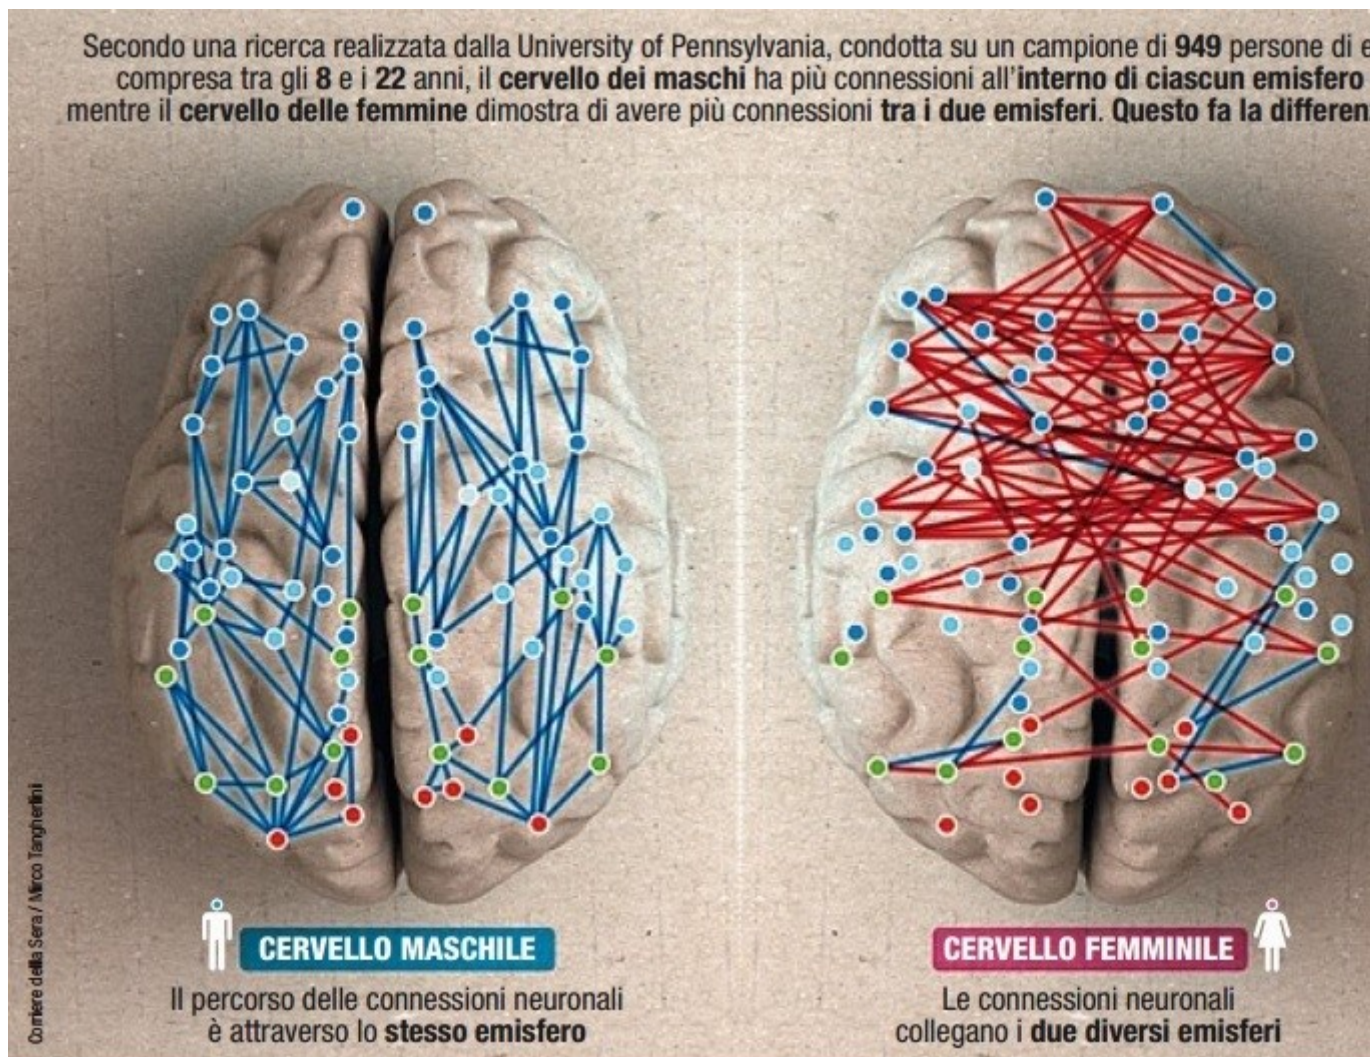 Secondo una ricerca realizzata dalla University of Pennsylvania, condotta su un campione di 949 persone di
compresa tra gli 8 e i 22 anni, il cervello dei maschi ha più connessioni all'interno di ciascun emisfero
mentre il cervello delle femmine dimostra di avere più connessioni tra i due emisferi. Questo fa la differen
CERVELLO MASCHILE
Il percorso delle connessioni neuronali
è attraverso lo stesso emisfero
CERVELLO FEMMINILE
Le connessioni neuronali
collegano i due diversi emisferi
Corriere della Sera / Mirco Tangherlini